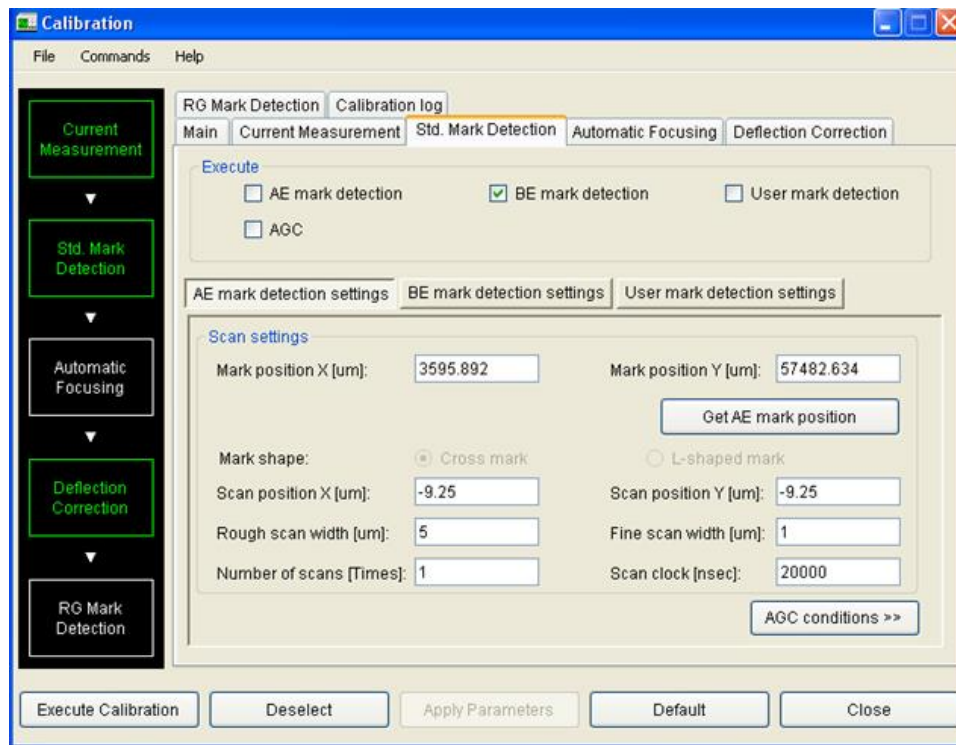 Calibration
File Commands Help
Current
Measurement
Std. Mark
Detection
Automatic
Focusing
Deflection
Correction
RG Mark
Detection
RG Mark Detection Calibration log
Main Current Measurement Std. Mark Detection Automatic Focusing Deflection Correction
Execute
AE mark detection BE mark detection User mark detection
AGC
AE mark detection settings BE mark detection settings User mark detection settings
Scan settings
Mark position X [um]: 3595.892 Mark position Y [um]: 57482.634
Get AE mark position
Mark shape: Cross mark L-shaped mark
Scan position X [um]: -9.25 Scan position Y [um]: -9.25
Rough scan width [um]: 5 Fine scan width [um]: 1
Number of scans [Times]: 1 Scan clock [nsec]: 20000
AGC conditions >>
Execute Calibration Deselect Apply Parameters Default Close